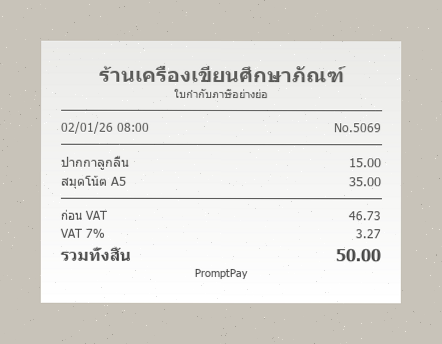 ร้านเครื่องเขียนศึกษาภัณฑ์
ใบกำกับภาษีอย่างย่อ
02/01/26 08:00 No.5069
ปากกาลูกลื่น 15.00
สมุดโน้ต A5 35.00
ก่อน VAT 46.73
VAT 7% 3.27
รวมทั้งสิ้น 50.00
PromptPay